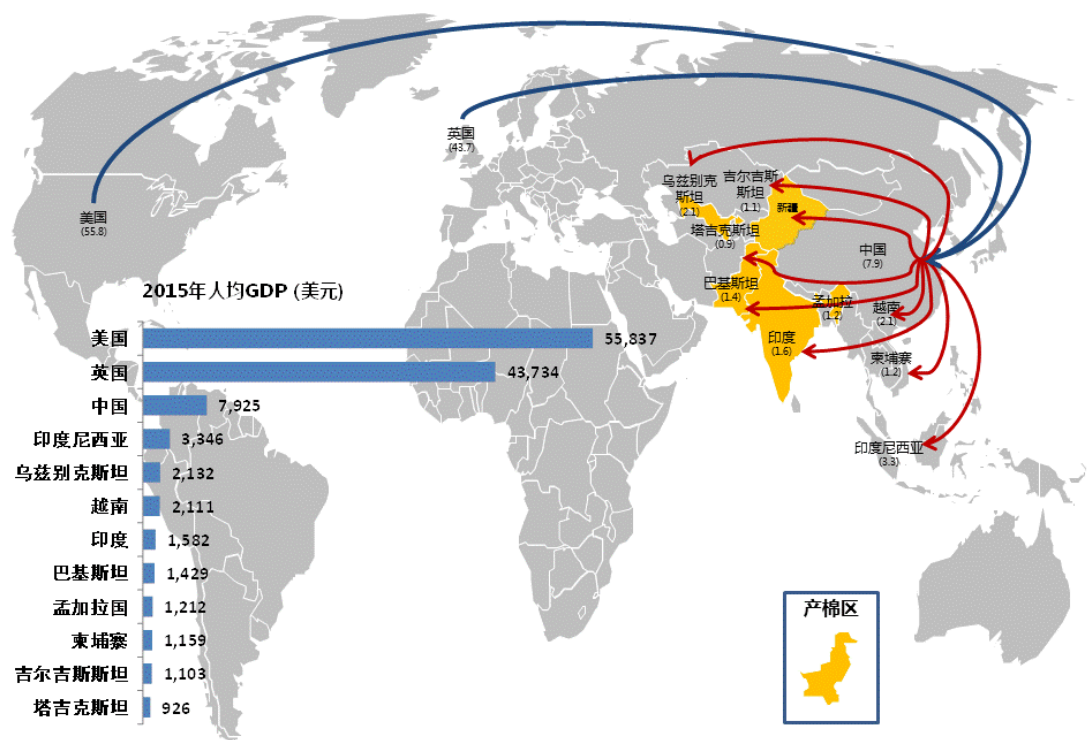 英国
(43.7)
美国
(55.8)
乌兹别克
斯坦
(2.1)
吉尔吉斯
斯坦
(1.1)
新疆
塔吉克斯坦
(0.9)
中国
(7.9)
巴基斯坦
(1.4)
孟加拉
(1.2)
越南
(2.1)
印度
(1.6)
柬埔寨
(1.2)
印度尼西亚
(3.3)
2015年人均GDP (美元)
美国 55,837
英国 43,734
中国 7,925
印度尼西亚 3,346
乌兹别克斯坦 2,132
越南 2,111
印度 1,582
巴基斯坦 1,429
孟加拉国 1,212
柬埔寨 1,159
吉尔吉斯斯坦 1,103
塔吉克斯坦 926
产棉区